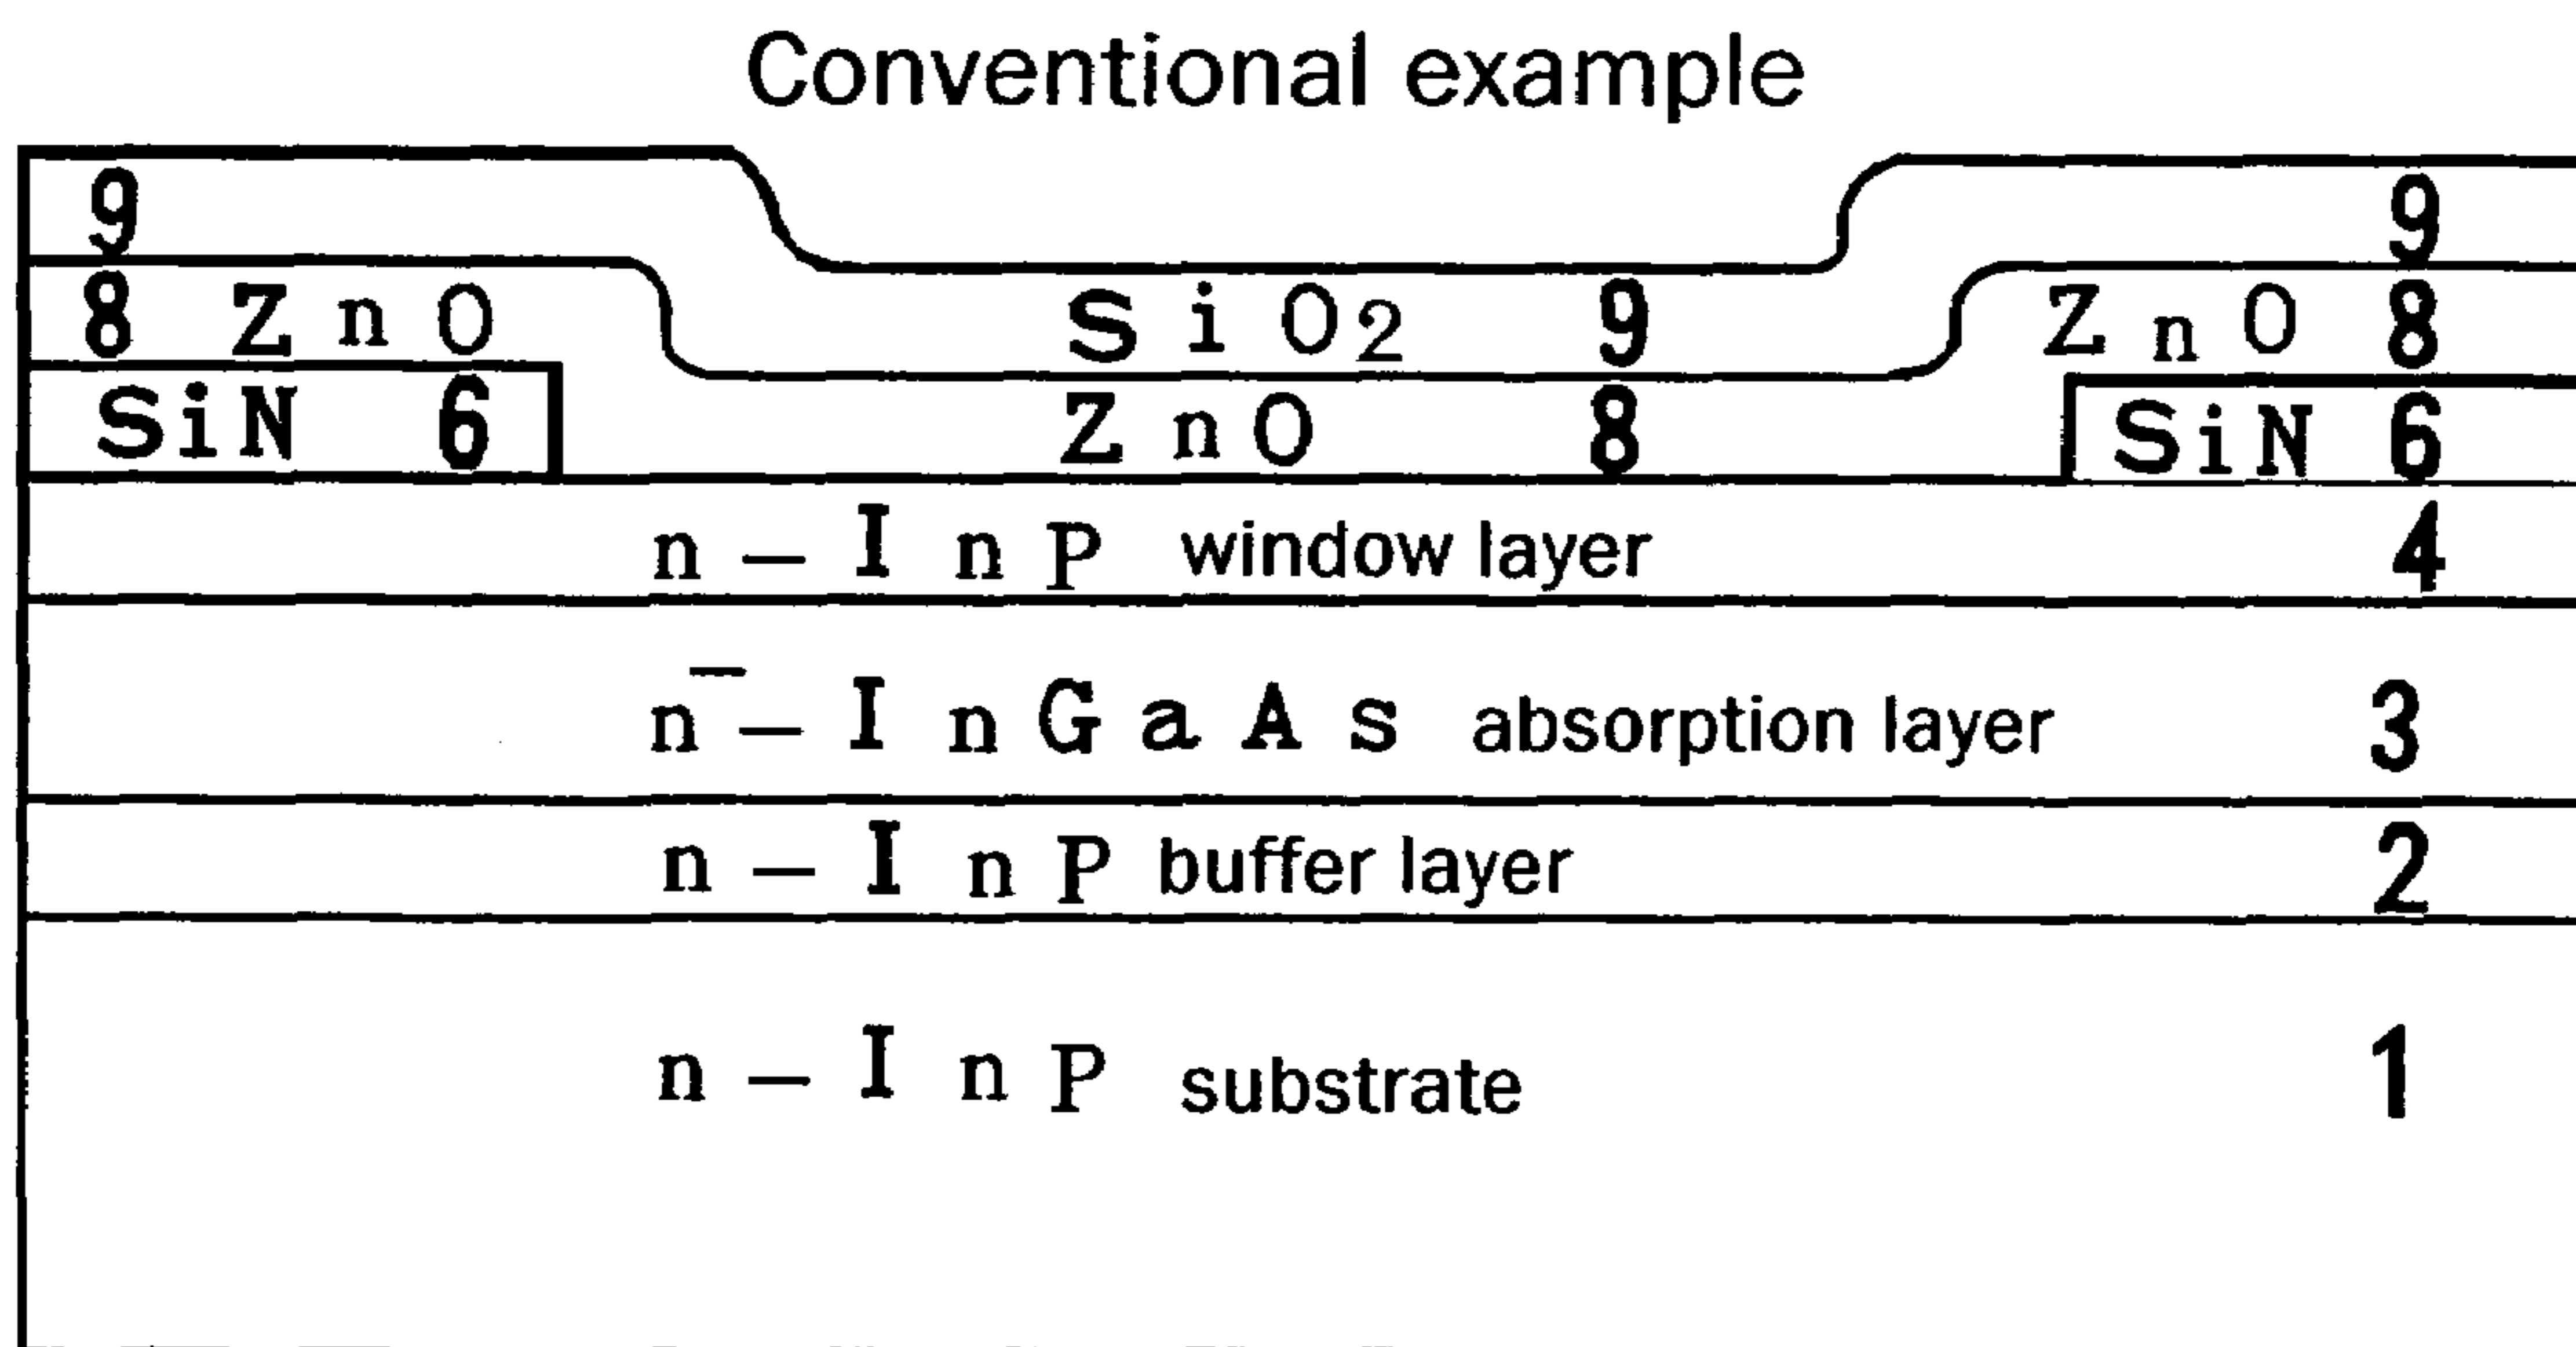 Conventional example
9 9
8 ZnO SiO2 9 ZnO 8
SiN 6 ZnO 8 SiN 6
n-InP window layer 4
n⁻-InGaAs absorption layer 3
n-InP buffer layer 2
n-InP substrate 1